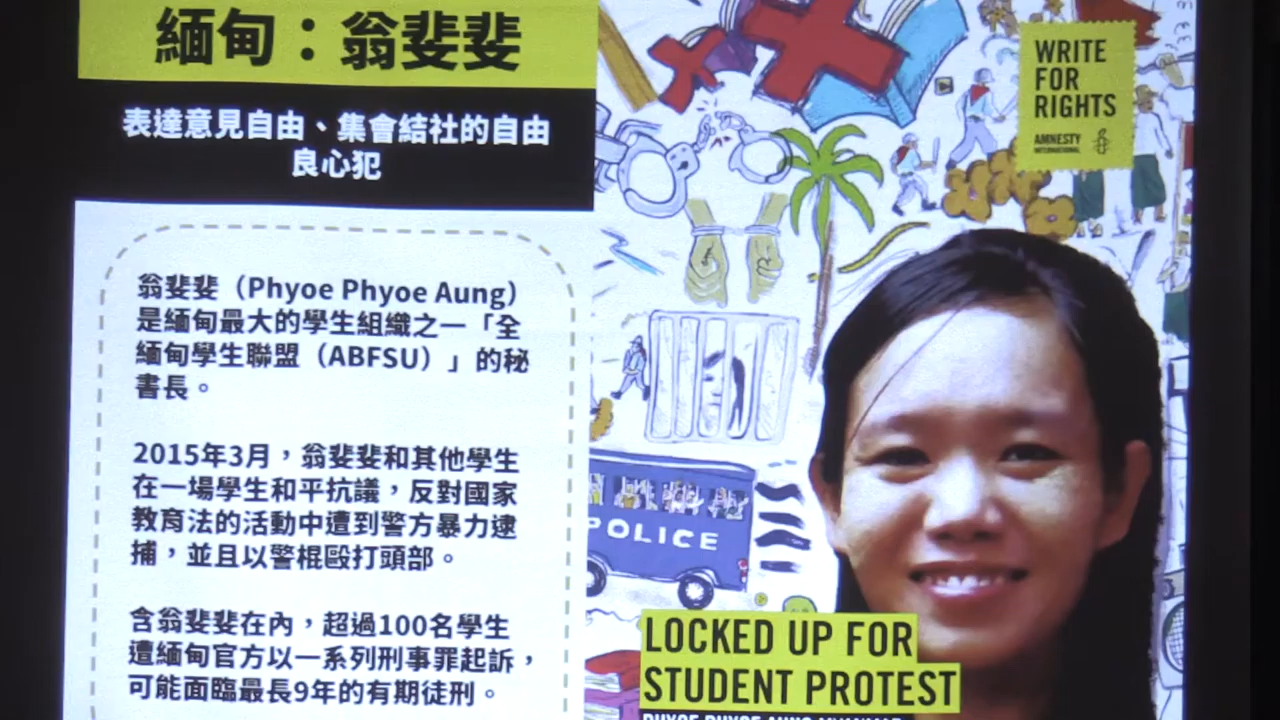 緬甸：翁斐斐
表達意見自由、集會結社的自由
良心犯
翁斐斐（Phyoe Phyoe Aung）
是緬甸最大的學生組織之一「全
緬甸學生聯盟（ABFSU）」的秘
書長。
2015年3月，翁斐斐和其他學生
在一場學生和平抗議，反對國家
教育法的活動中遭到警方暴力逮
捕，並且以警棍毆打頭部。
含翁斐斐在內，超過100名學生
遭緬甸官方以一系列刑事罪起訴，
可能面臨最長9年的有期徒刑。
WRITE
FOR
RIGHTS
AMNESTY
INTERNATIONAL
POLICE
LOCKED UP FOR
STUDENT PROTEST
PHYOE PHYOE AUNG MYANMAR